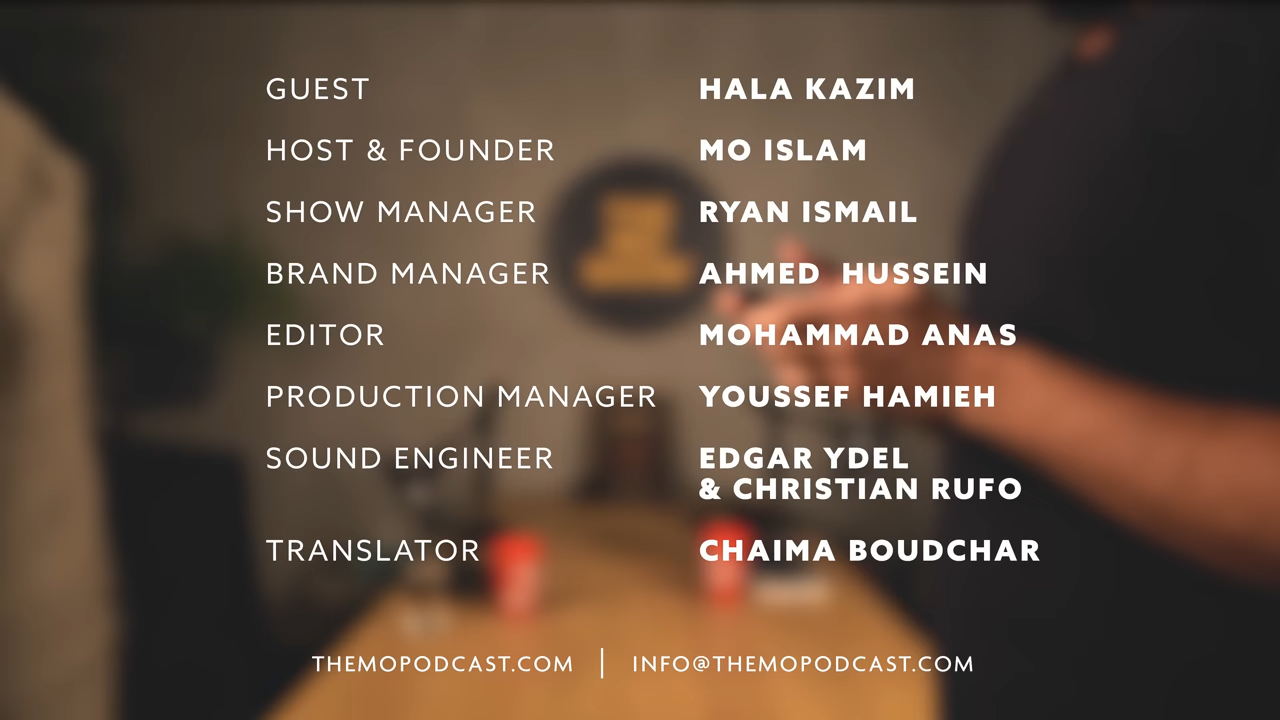 GUEST HALA KAZIM
HOST & FOUNDER MO ISLAM
SHOW MANAGER RYAN ISMAIL
BRAND MANAGER AHMED HUSSEIN
EDITOR MOHAMMAD ANAS
PRODUCTION MANAGER YOUSSEF HAMIEH
SOUND ENGINEER EDGAR YDEL
& CHRISTIAN RUFO
TRANSLATOR CHAIMA BOUDCHAR
THEMOPODCAST.COM | INFO@THEMOPODCAST.COM